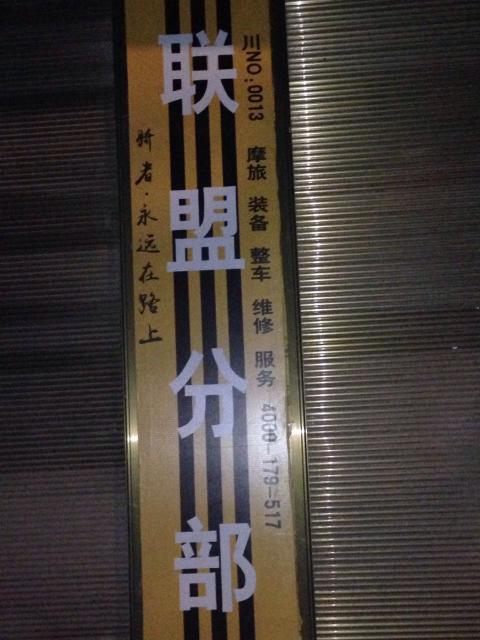 川NO:0013 摩旅 装备 整车 维修 服务 4000-179-517
联盟分部
骄者·永远在路上